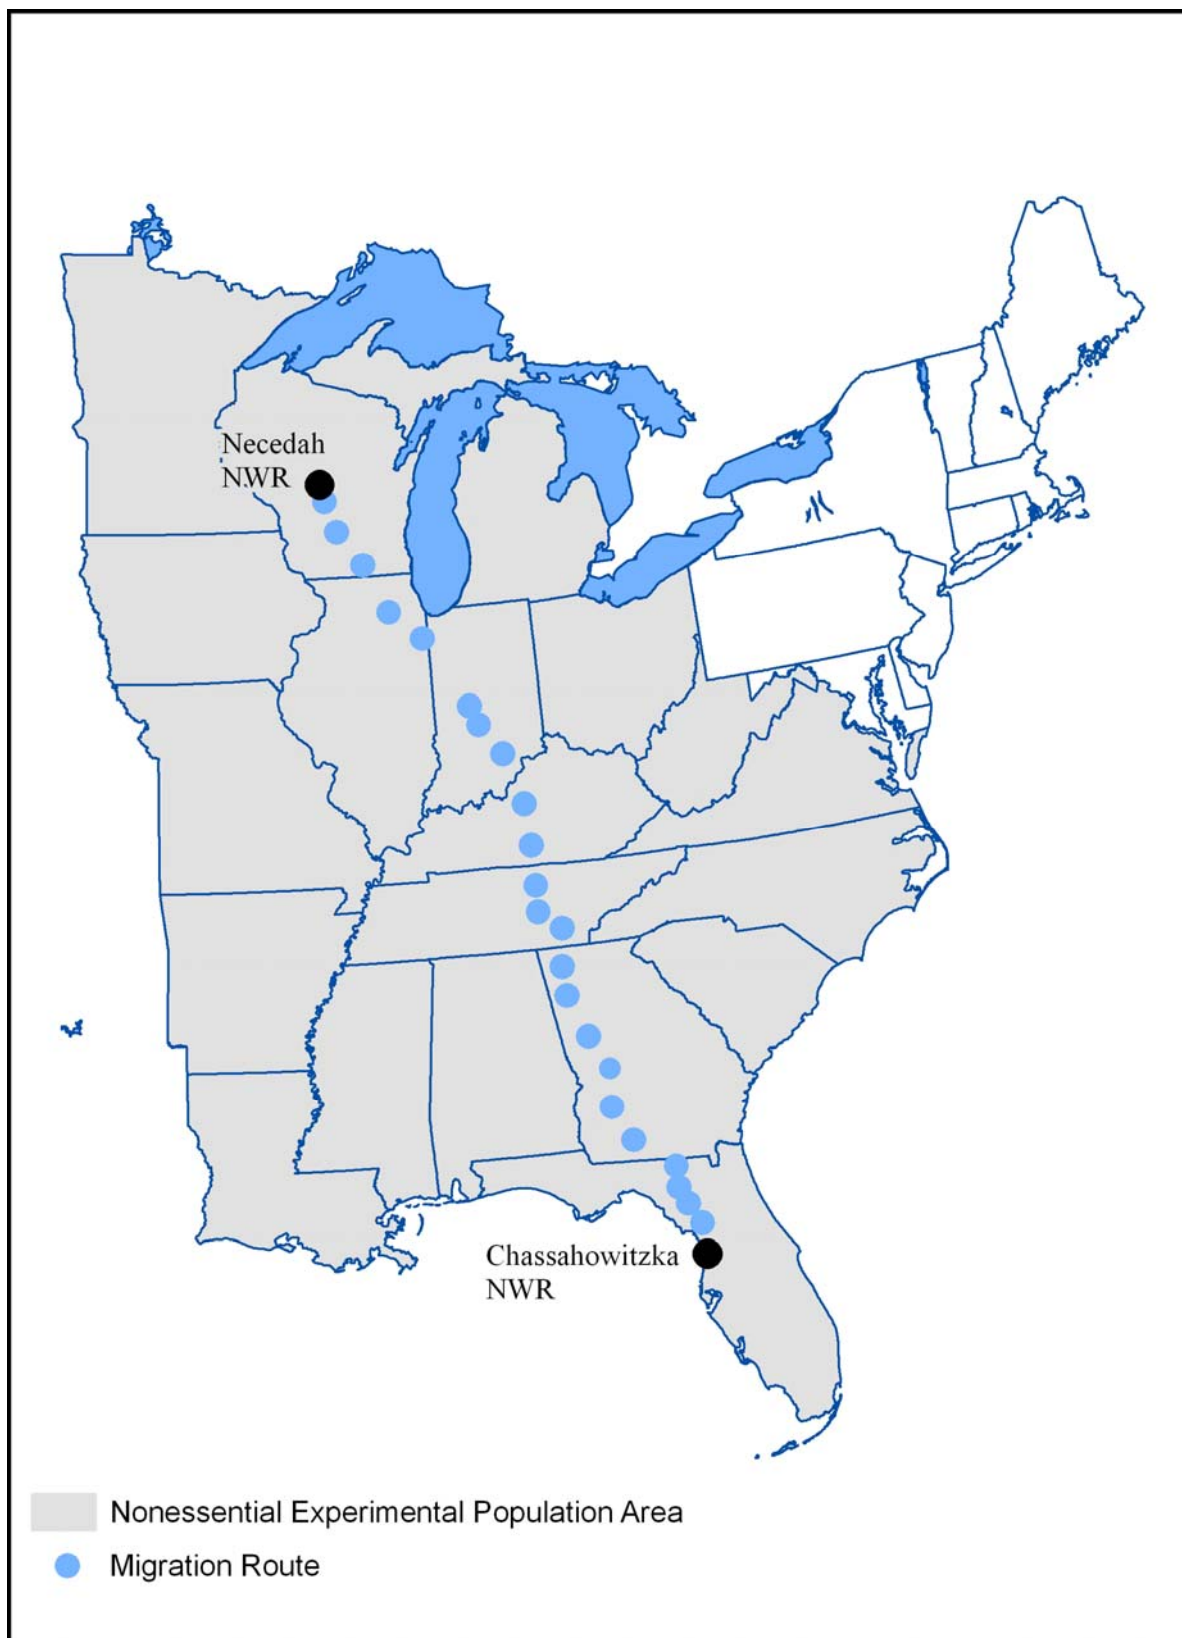 Necedah
NWR
Chassahowitzka
NWR
Nonessential Experimental Population Area
Migration Route